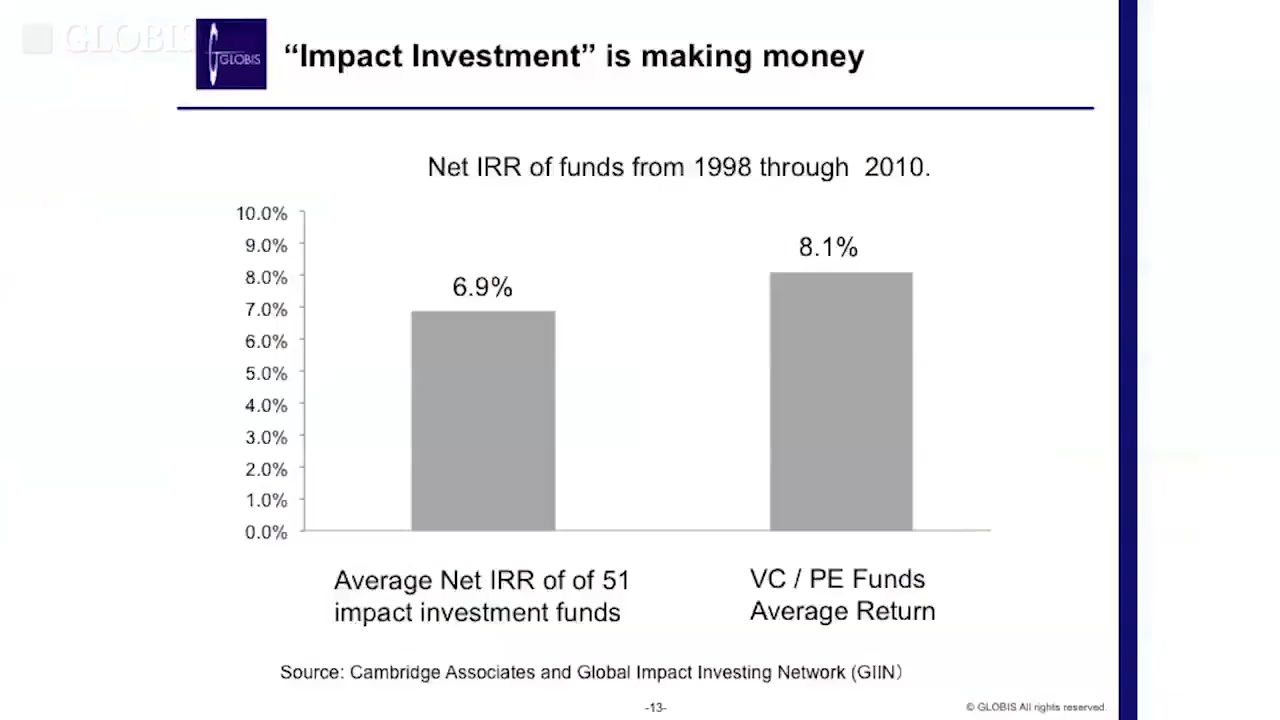 GLOBIS
GLOBIS
“Impact Investment” is making money
Net IRR of funds from 1998 through 2010.
10.0%
9.0%
8.0%
7.0%
6.0%
5.0%
4.0%
3.0%
2.0%
1.0%
0.0%
6.9%
8.1%
Average Net IRR of of 51
impact investment funds
VC / PE Funds
Average Return
Source: Cambridge Associates and Global Impact Investing Network (GIIN)
-13-
© GLOBIS All rights reserved.